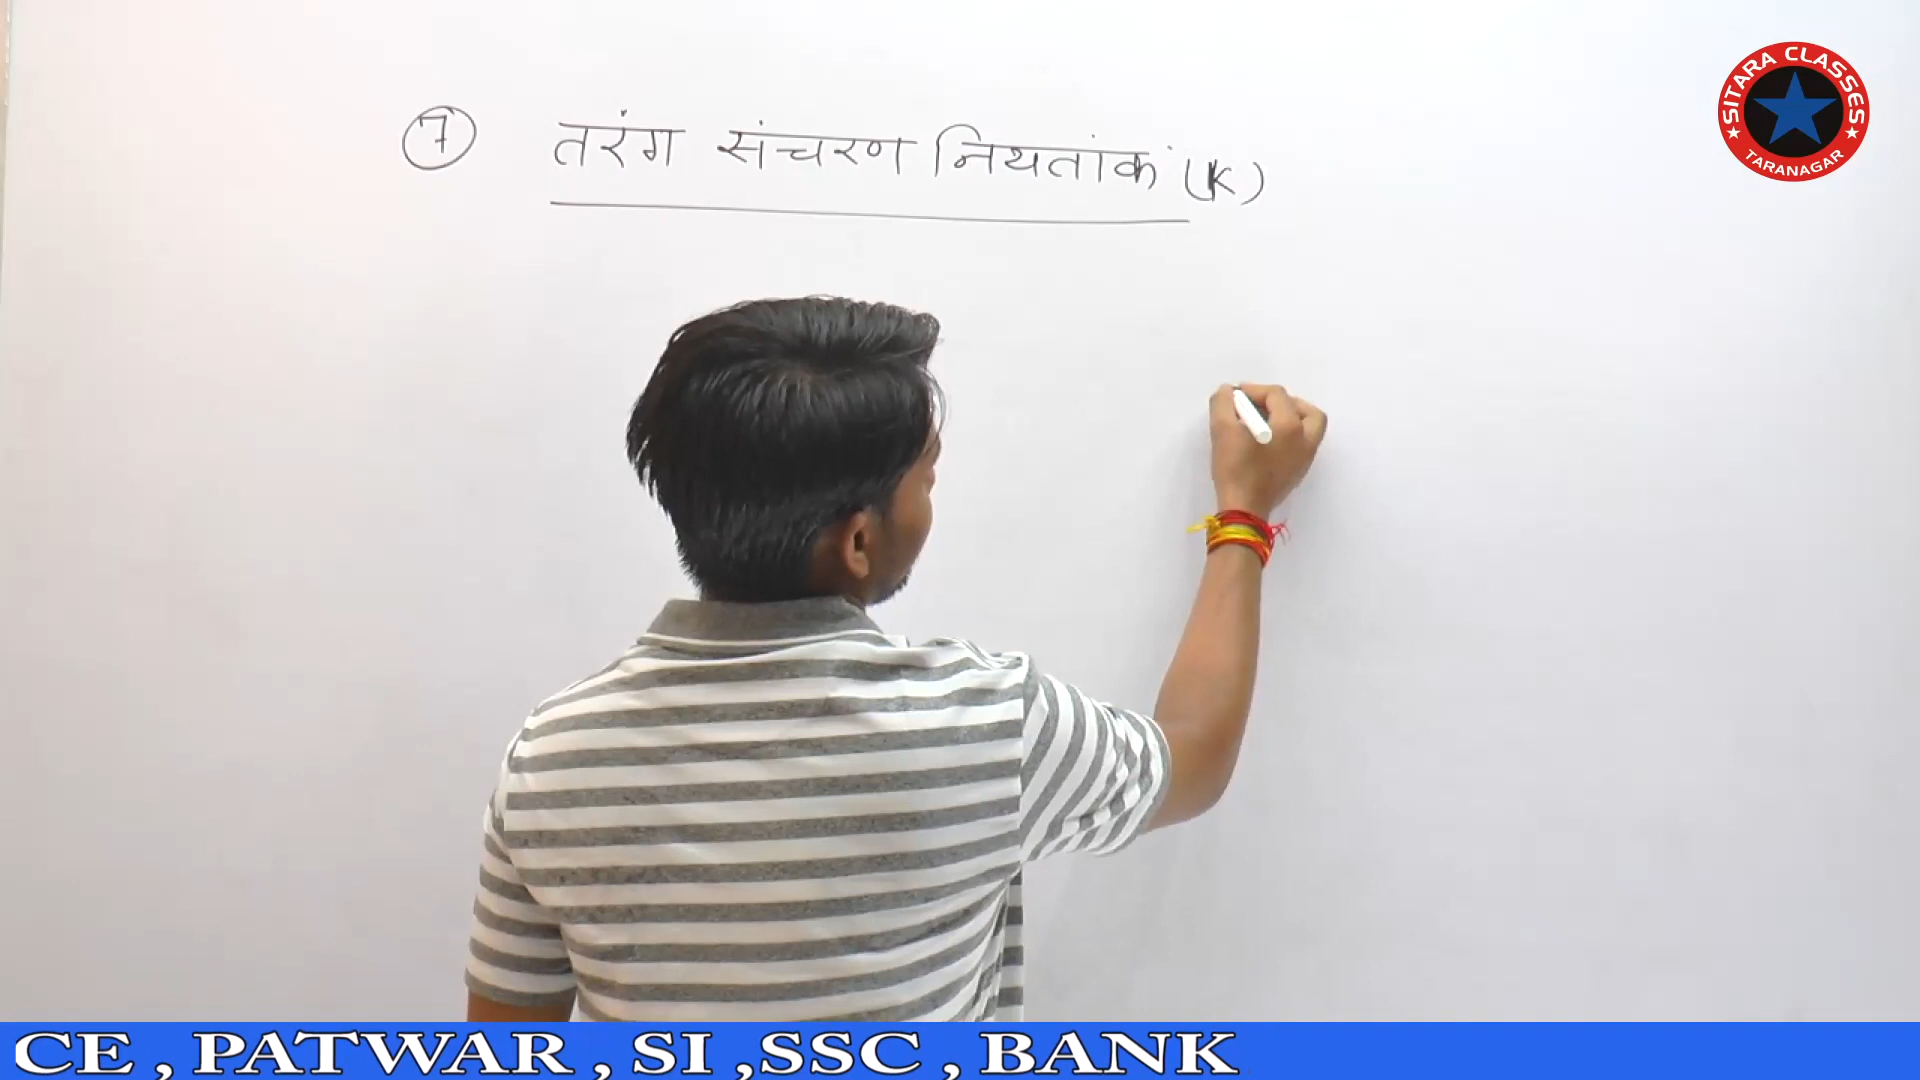 7 तरंग संचरण नियतांक (K)
SITARA CLASSES
TARANAGAR
CE , PATWAR , SI ,SSC , BANK